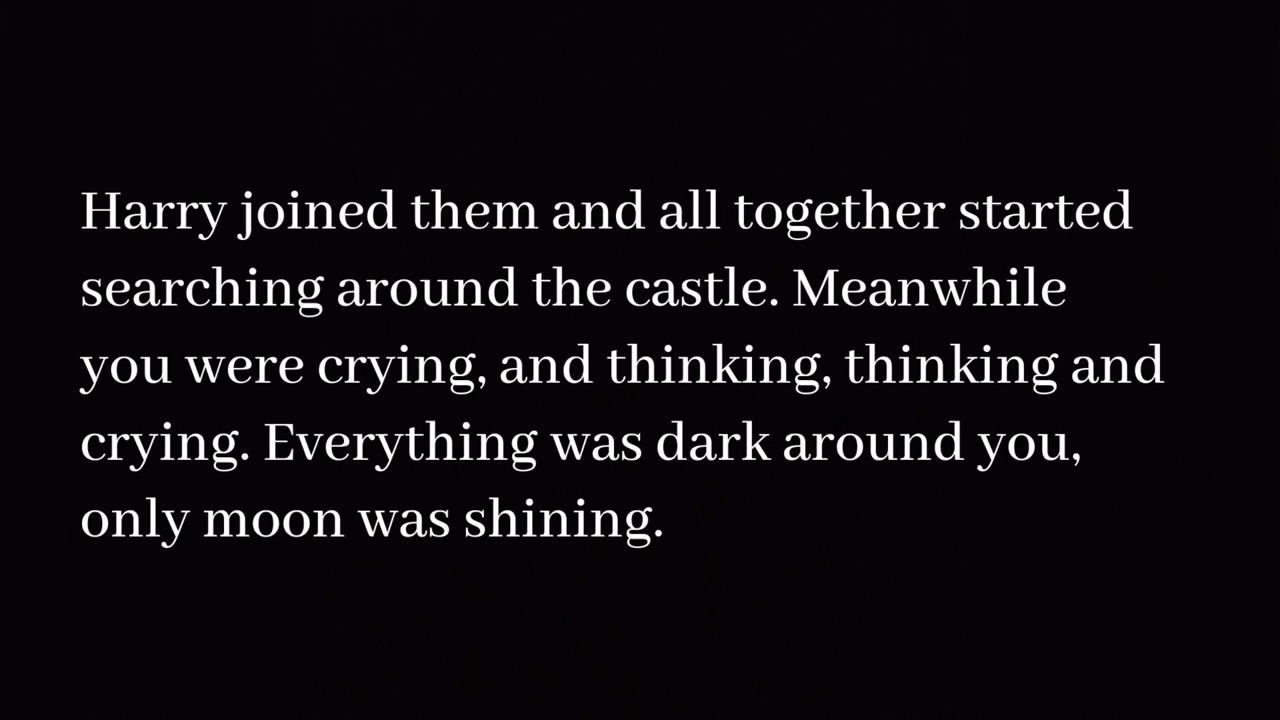 Harry joined them and all together started
searching around the castle. Meanwhile
you were crying, and thinking, thinking and
crying. Everything was dark around you,
only moon was shining.